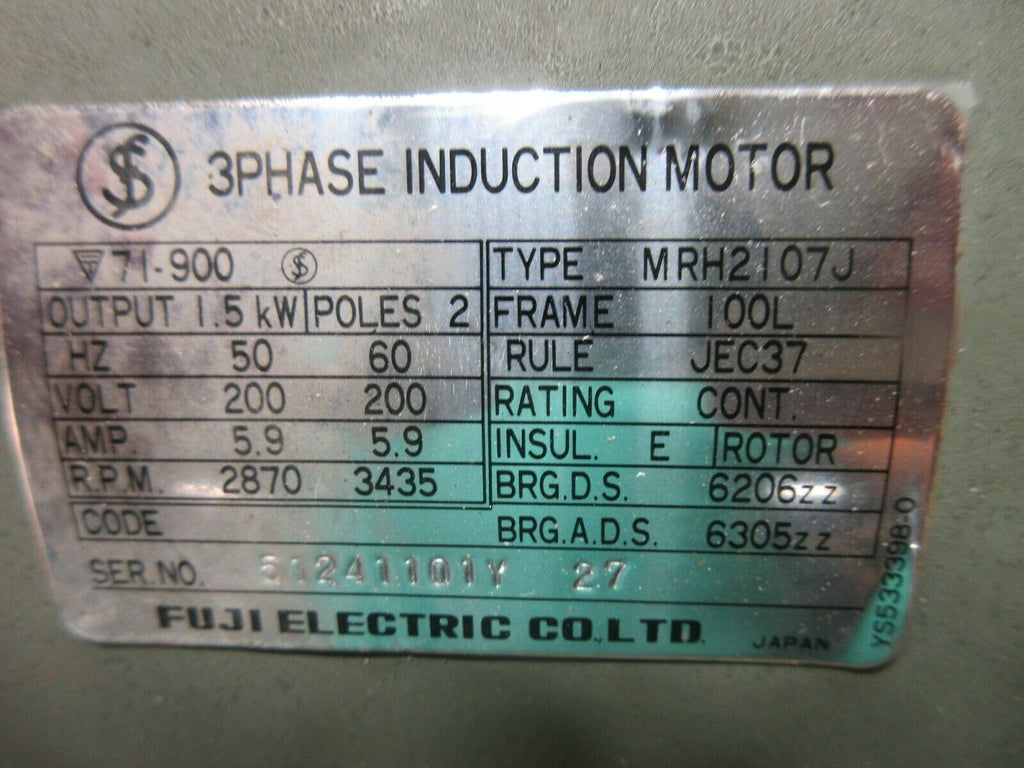 3PHASE INDUCTION MOTOR
71-900
TYPE MRH2107J
OUTPUT 1.5 kW POLES 2
FRAME 100L
HZ 50 60
RULE JEC37
VOLT 200 200
RATING CONT.
AMP. 5.9 5.9
INSUL. E ROTOR
R.P.M. 2870 3435
BRG.D.S. 6206zz
CODE
BRG.A.D.S. 6305zz
SER.NO. 51241101Y 27
FUJI ELECTRIC CO.,LTD.
JAPAN
YS533398-0